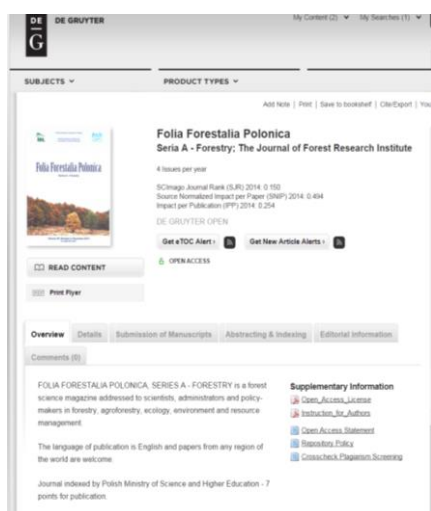 DE
G
DE GRUYTER
My Content (2)
My Searches (1)
SUBJECTS
PRODUCT TYPES
Add Note | Print | Save to bookshelf | Cite/Export | You
Folia Forestalia Polonica
Folia Forestalia Polonica
Seria A - Forestry; The Journal of Forest Research Institute
4 Issues per year
SCImago Journal Rank (SJR) 2014: 0.150
Source Normalized Impact per Paper (SNIP) 2014: 0.494
Impact per Publication (IPP) 2014: 0.254
DE GRUYTER OPEN
Get eTOC Alert ›
Get New Article Alerts ›
OPEN ACCESS
READ CONTENT
Print Flyer
Overview
Details
Submission of Manuscripts
Abstracting & Indexing
Editorial Information
Comments (0)
FOLIA FORESTALIA POLONICA, SERIES A - FORESTRY is a forest
science magazine addressed to scientists, administrators and policy-
makers in forestry, agroforestry, ecology, environment and resource
management.
The language of publication is English and papers from any region of
the world are welcome.
Journal indexed by Polish Ministry of Science and Higher Education - 7
points for publication.
Supplementary Information
Open_Access_License
Instruction_for_Authors
Open Access Statement
Repository Policy
Crosscheck Plagiarism Screening